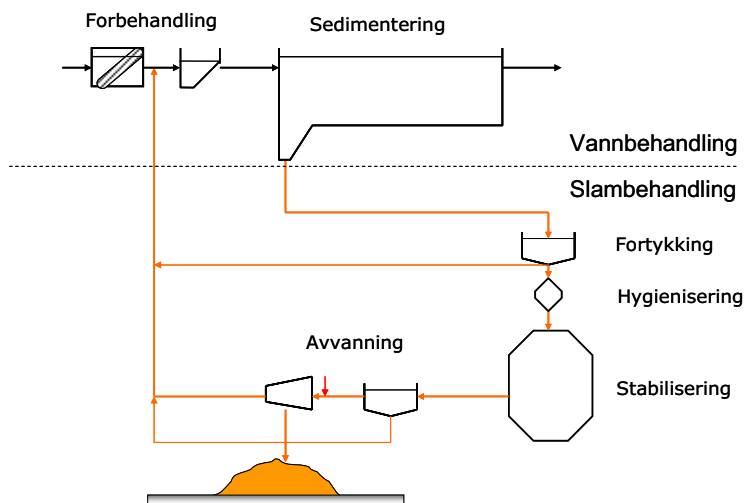 Forbehandling
Sedimentering
Vannbehandling
Slambehandling
Fortykking
Hygienisering
Avvanning
Stabilisering